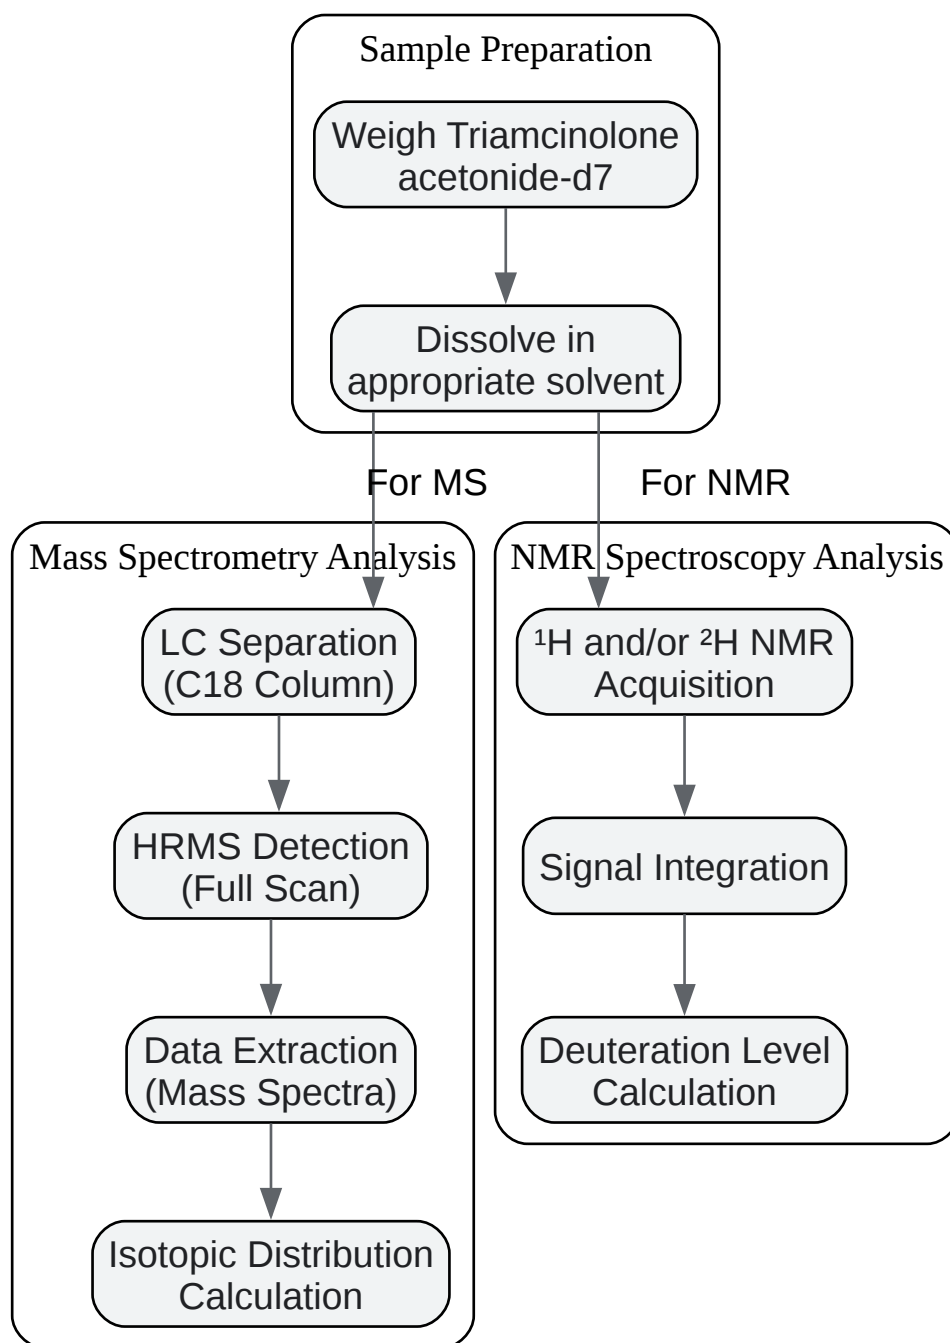 Sample Preparation
Weigh Triamcinolone
acetonide-d7
Dissolve in
appropriate solvent
For MS
For NMR
Mass Spectrometry Analysis
LC Separation
(C18 Column)
HRMS Detection
(Full Scan)
Data Extraction
(Mass Spectra)
Isotopic Distribution
Calculation
NMR Spectroscopy Analysis
¹H and/or ²H NMR
Acquisition
Signal Integration
Deuteration Level
Calculation